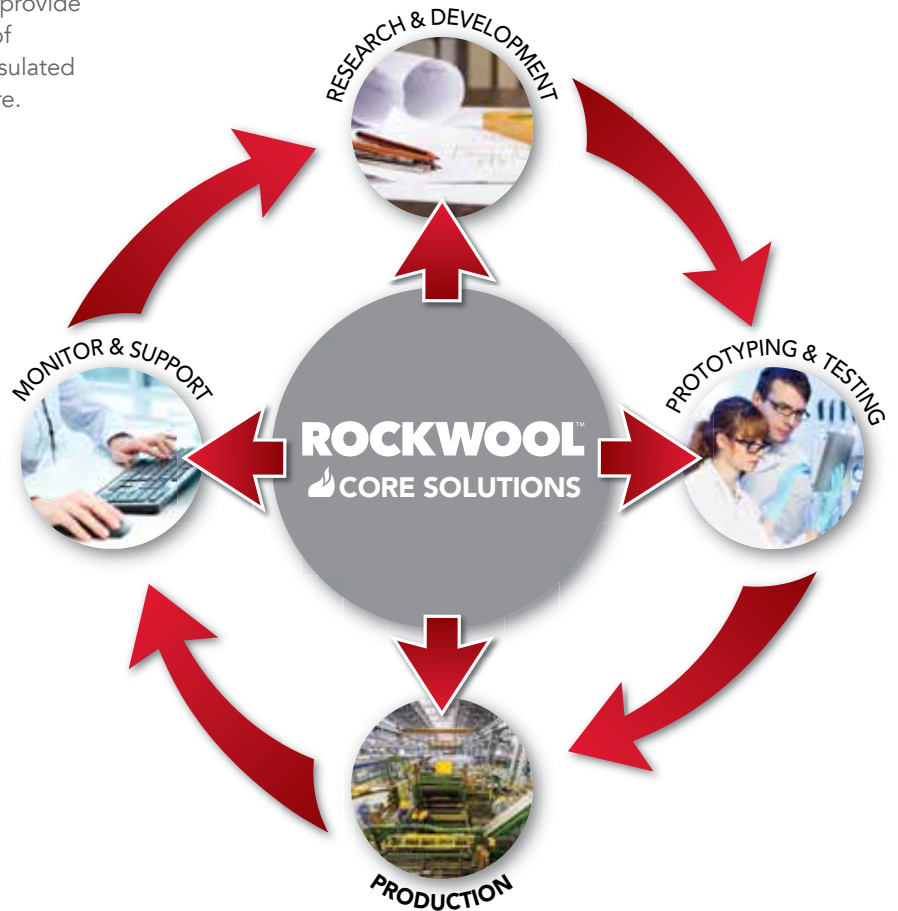 provide
of
sulated
re.
RESEARCH & DEVELOPMENT
MONITOR & SUPPORT
PROTOTYPING & TESTING
ROCKWOOL™
CORE SOLUTIONS
PRODUCTION